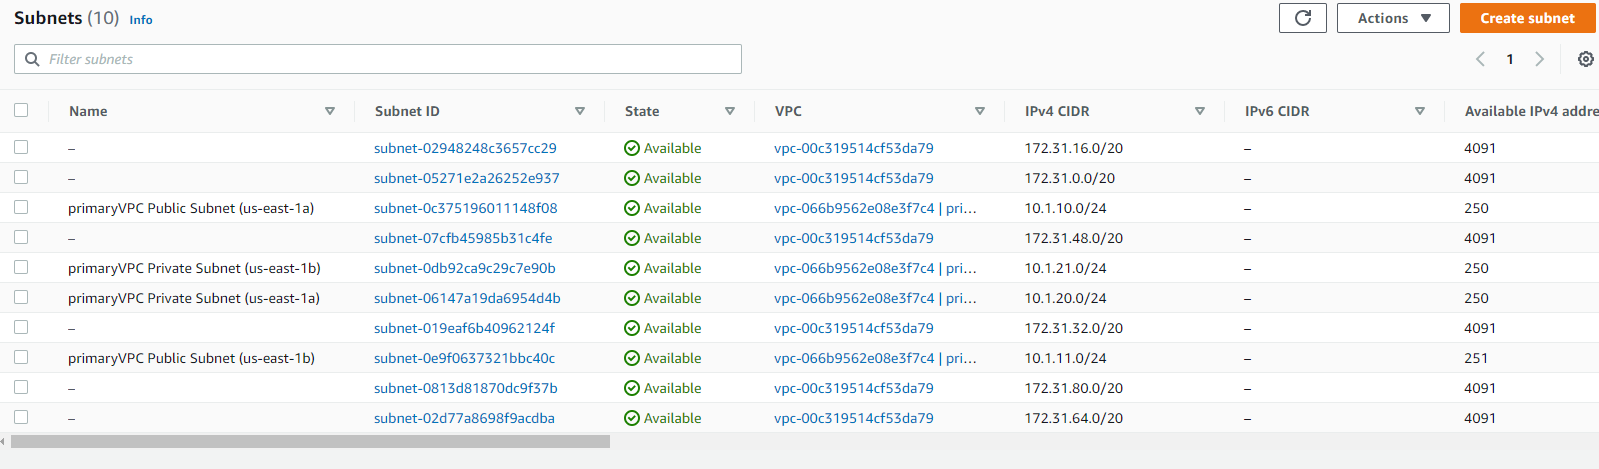 Subnets (10) Info
Actions
Create subnet
Filter subnets
1
Name Subnet ID State VPC IPv4 CIDR IPv6 CIDR Available IPv4 addre
– subnet-02948248c3657cc29 Available vpc-00c319514cf53da79 172.31.16.0/20 – 4091
– subnet-05271e2a26252e937 Available vpc-00c319514cf53da79 172.31.0.0/20 – 4091
primaryVPC Public Subnet (us-east-1a) subnet-0c375196011148f08 Available vpc-066b9562e08e3f7c4 | pri... 10.1.10.0/24 – 250
– subnet-07cfb45985b31c4fe Available vpc-00c319514cf53da79 172.31.48.0/20 – 4091
primaryVPC Private Subnet (us-east-1b) subnet-0db92ca9c29c7e90b Available vpc-066b9562e08e3f7c4 | pri... 10.1.21.0/24 – 250
primaryVPC Private Subnet (us-east-1a) subnet-06147a19da6954d4b Available vpc-066b9562e08e3f7c4 | pri... 10.1.20.0/24 – 250
– subnet-019eaf6b40962124f Available vpc-00c319514cf53da79 172.31.32.0/20 – 4091
primaryVPC Public Subnet (us-east-1b) subnet-0e9f0637321bbc40c Available vpc-066b9562e08e3f7c4 | pri... 10.1.11.0/24 – 251
– subnet-0813d81870dc9f37b Available vpc-00c319514cf53da79 172.31.80.0/20 – 4091
– subnet-02d77a8698f9acdba Available vpc-00c319514cf53da79 172.31.64.0/20 – 4091